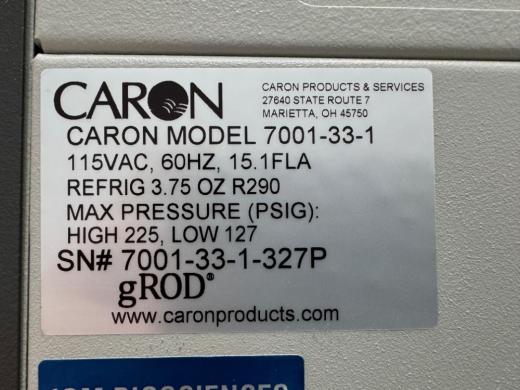 CARON
CARON PRODUCTS & SERVICES
27640 STATE ROUTE 7
MARIETTA, OH 45750
CARON MODEL 7001-33-1
115VAC, 60HZ, 15.1FLA
REFRIG 3.75 OZ R290
MAX PRESSURE (PSIG):
HIGH 225, LOW 127
SN# 7001-33-1-327P
gROD®
www.caronproducts.com